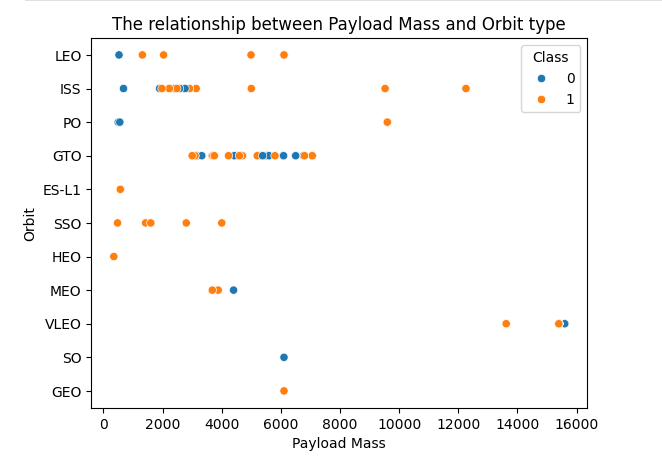 The relationship between Payload Mass and Orbit type
Class
0
1
LEO
ISS
PO
GTO
ES-L1
SSO
HEO
MEO
VLEO
SO
GEO
Orbit
0 2000 4000 6000 8000 10000 12000 14000 16000
Payload Mass